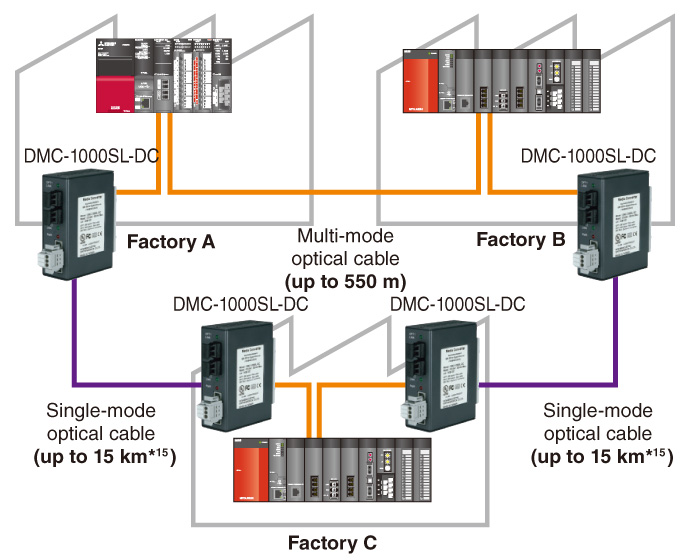 DMC-1000SL-DC
DMC-1000SL-DC
Factory A
Multi-mode
optical cable
(up to 550 m)
Factory B
DMC-1000SL-DC
DMC-1000SL-DC
Single-mode
optical cable
(up to 15 km*15)
Single-mode
optical cable
(up to 15 km*15)
Factory C